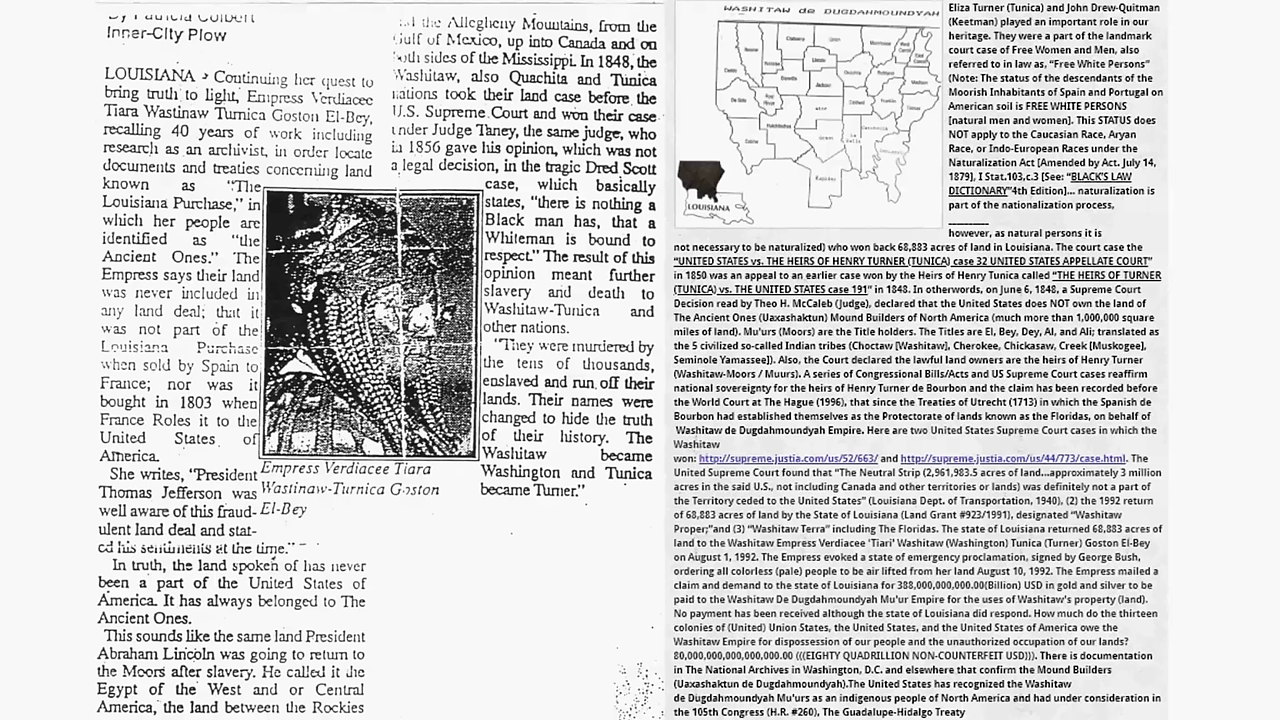 By Patricia Colbert
Inner-City Plow
LOUISIANA - Continuing her quest to
bring truth to light, Empress Verdiacee
Tiara Wastinaw Turnica Goston El-Bey,
recalling 40 years of work including
research as an archivist, in order locate
documents and treaties concerning land
known as "The
Louisiana Purchase," in
which her people are
identified as "the
Ancient Ones." The
Empress says their land
was never included in
any land deal; that it
was not part of the
Louisiana Purchase
when sold by Spain to
France; nor was it
bought in 1803 when
France Roles it to the
United States of
America.
She writes, "President
Thomas Jefferson was
well aware of this fraud-
ulent land deal and stat-
ed his sentiments at the time."
In truth, the land spoken of has never
been a part of the United States of
America. It has always belonged to The
Ancient Ones.
This sounds like the same land President
Abraham Lincoln was going to return to
the Moors after slavery. He called it the
Egypt of the West and or Central
America, the land between the Rockies
the Allegheny Mountains, from the
Gulf of Mexico, up into Canada and on
both sides of the Mississippi. In 1848, the
Washitaw, also Quachita and Tunica
nations took their land case before the
U.S. Supreme Court and won their case
under Judge Taney, the same judge, who
in 1856 gave his opinion, which was not
a legal decision, in the tragic Dred Scott
case, which basically
states, "there is nothing a
Black man has, that a
Whiteman is bound to
respect." The result of this
opinion meant further
slavery and death to
Washitaw-Tunica and
other nations.
"They were murdered by
the tens of thousands,
enslaved and run off their
lands. Their names were
changed to hide the truth
of their history. The
Washitaw became
Washington and Tunica
became Turner."
Empress Verdiacee Tiara
Wastinaw-Turnica Goston
El-Bey
WASHITAW DE DUGDAHMOUNDYAH
LOUISIANA
Eliza Turner (Tunica) and John Drew-Quitman
(Keetman) played an important role in our
heritage. They were a part of the landmark
court case of Free Women and Men, also
referred to in law as, "Free White Persons"
(Note: The status of the descendants of the
Moorish Inhabitants of Spain and Portugal on
American soil is FREE WHITE PERSONS
[natural men and women]. This STATUS does
NOT apply to the Caucasian Race, Aryan
Race, or Indo-European Races under the
Naturalization Act [Amended by Act. July 14,
1879], I Stat.103,c.3 [See: "BLACK'S LAW
DICTIONARY"4th Edition]... naturalization is
part of the nationalization process,
however, as natural persons it is
not necessary to be naturalized) who won back 68,883 acres of land in Louisiana. The court case the
"UNITED STATES vs. THE HEIRS OF HENRY TURNER (TUNICA) case 32 UNITED STATES APPELLATE COURT"
in 1850 was an appeal to an earlier case won by the Heirs of Henry Tunica called "THE HEIRS OF TURNER
(TUNICA) vs. THE UNITED STATES case 191" in 1848. In otherwords, on June 6, 1848, a Supreme Court
Decision read by Theo H. McCaleb (Judge), declared that the United States does NOT own the land of
The Ancient Ones (Uaxashaktun) Mound Builders of North America (much more than 1,000,000 square
miles of land). Mu'urs (Moors) are the Title holders. The Titles are El, Bey, Dey, Al, and Ali; translated as
the 5 civilized so-called Indian tribes (Choctaw [Washitaw], Cherokee, Chickasaw, Creek [Muskogee],
Seminole Yamassee]). Also, the Court declared the lawful land owners are the heirs of Henry Turner
(Washitaw-Moors / Muurs). A series of Congressional Bills/Acts and US Supreme Court cases reaffirm
national sovereignty for the heirs of Henry Turner de Bourbon and the claim has been recorded before
the World Court at The Hague (1996), that since the Treaties of Utrecht (1713) in which the Spanish de
Bourbon had established themselves as the Protectorate of lands known as the Floridas, on behalf of
Washitaw de Dugdahmoundyah Empire. Here are two United States Supreme Court cases in which the
Washitaw
won: http://supreme.justia.com/us/52/663/ and http://supreme.justia.com/us/44/773/case.html. The
United Supreme Court found that "The Neutral Strip (2,961,983.5 acres of land...approximately 3 million
acres in the said U.S., not including Canada and other territories or lands) was definitely not a part of
the Territory ceded to the United States" (Louisiana Dept. of Transportation, 1940), (2) the 1992 return
of 68,883 acres of land by the State of Louisiana (Land Grant #923/1991), designated "Washitaw
Proper;"and (3) "Washitaw Terra" including The Floridas. The state of Louisiana returned 68,883 acres of
land to the Washitaw Empress Verdiacee 'Tiari' Washitaw (Washington) Tunica (Turner) Goston El-Bey
on August 1, 1992. The Empress evoked a state of emergency proclamation, signed by George Bush,
ordering all colorless (pale) people to be air lifted from her land August 10, 1992. The Empress mailed a
claim and demand to the state of Louisiana for 388,000,000,000.00(Billion) USD in gold and silver to be
paid to the Washitaw De Dugdahmoundyah Mu'ur Empire for the uses of Washitaw's property (land).
No payment has been received although the state of Louisiana did respond. How much do the thirteen
colonies of (United) Union States, the United States, and the United States of America owe the
Washitaw Empire for dispossession of our people and the unauthorized occupation of our lands?
80,000,000,000,000,000.00 (((EIGHTY QUADRILLION NON-COUNTERFEIT USD))). There is documentation
in The National Archives in Washington, D.C. and elsewhere that confirm the Mound Builders
(Uaxashaktun de Dugdahmoundyah).The United States has recognized the Washitaw
de Dugdahmoundyah Mu'urs as an indigenous people of North America and had under consideration in
the 105th Congress (H.R. #260), The Guadalupe-Hidalgo Treaty